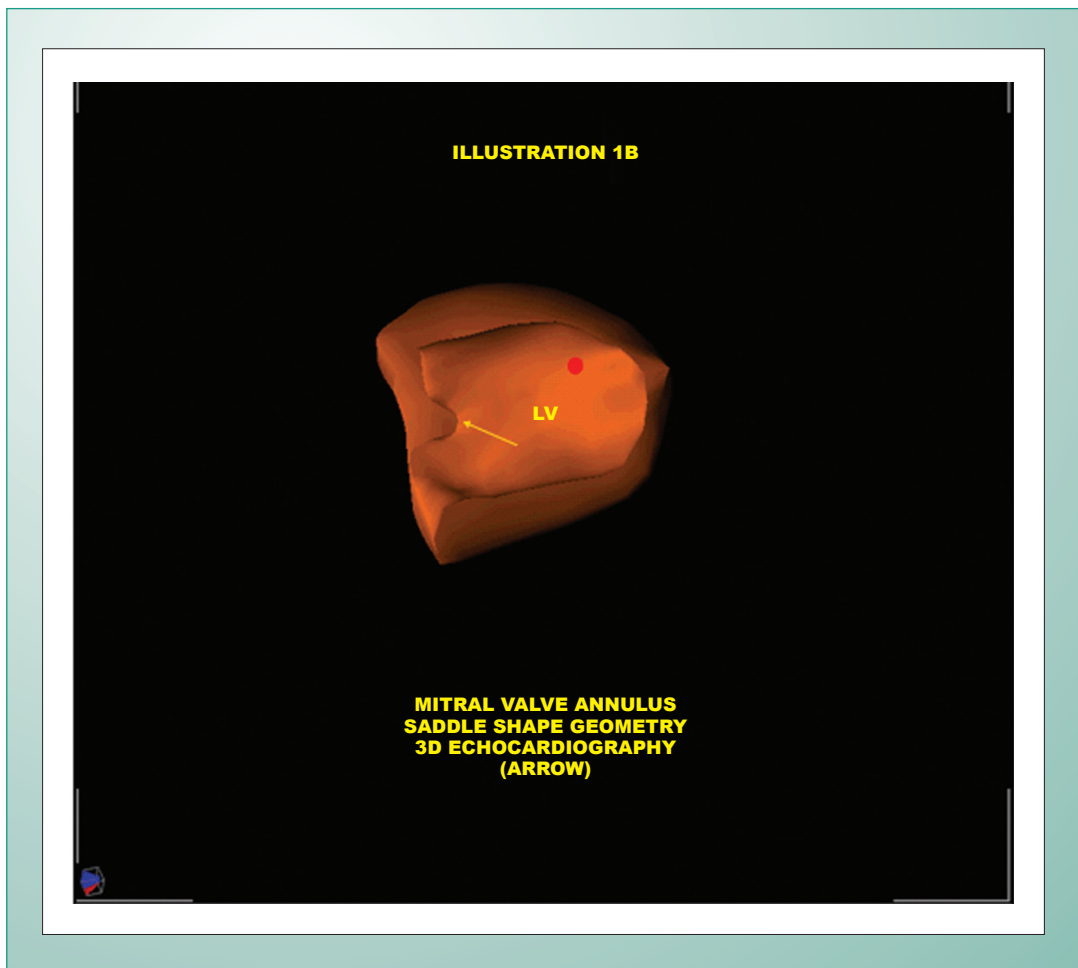 ILLUSTRATION 1B
LV
MITRAL VALVE ANNULUS
SADDLE SHAPE GEOMETRY
3D ECHOCARDIOGRAPHY
(ARROW)